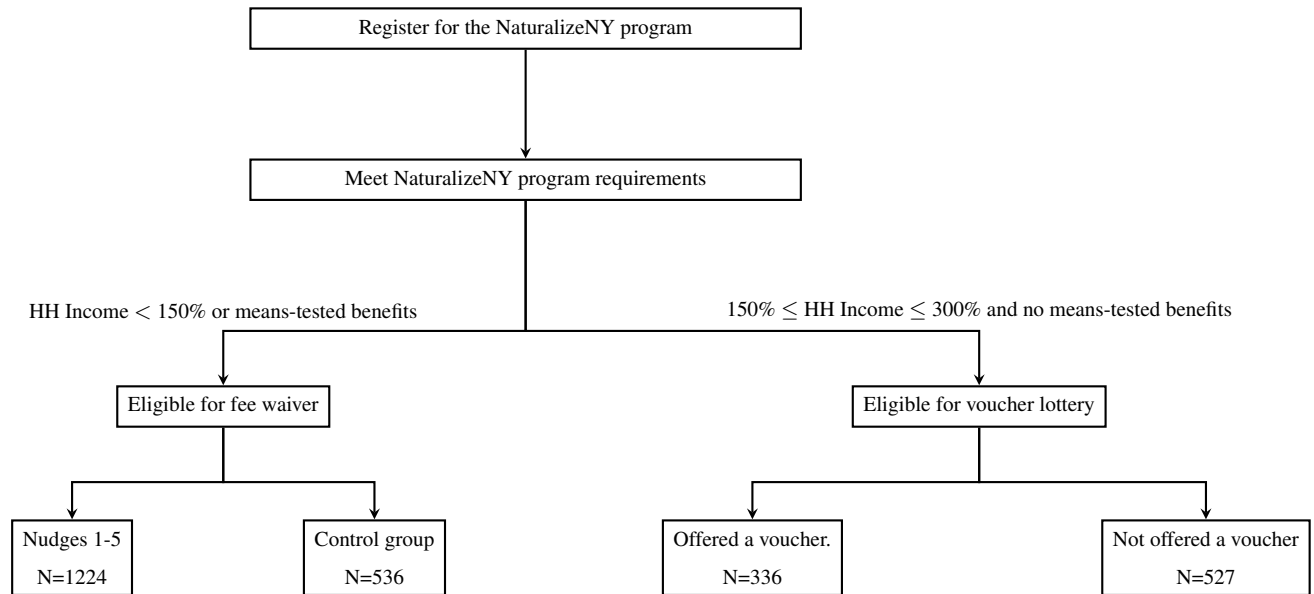 Register for the NaturalizeNY program
Meet NaturalizeNY program requirements
HH Income < 150% or means-tested benefits
150% ≤ HH Income ≤ 300% and no means-tested benefits
Eligible for fee waiver
Eligible for voucher lottery
Nudges 1-5
N=1224
Control group
N=536
Offered a voucher.
N=336
Not offered a voucher
N=527